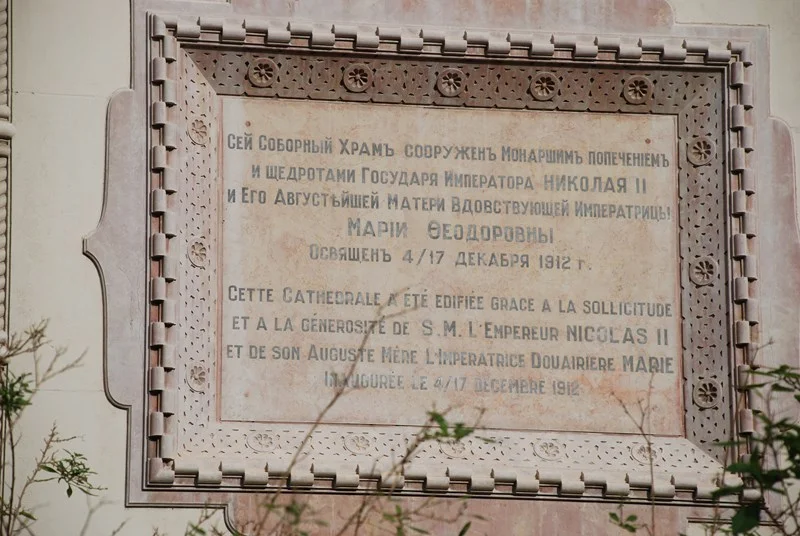 Сей Соборный Храмъ сооруженъ Монаршимъ попеченіемъ
и щедротами Государя Императора НИКОЛАЯ II
и Его Августѣйшей Матери Вдовствующей Императрицы
МАРІИ ѲЕОДОРОВНЫ
Освященъ 4/17 декабря 1912 г.
CETTE CATHEDRALE A ÉTÉ EDIFIÉE GRACE A LA SOLLICITUDE
ET A LA GÉNEROSITÉ DE S.M. L'EMPEREUR NICOLAS II
ET DE SON AUGUSTE MÈRE L'IMPERATRICE DOUAIRIERE MARIE
INAUGURÉE LE 4/17 DECEMBRE 1912